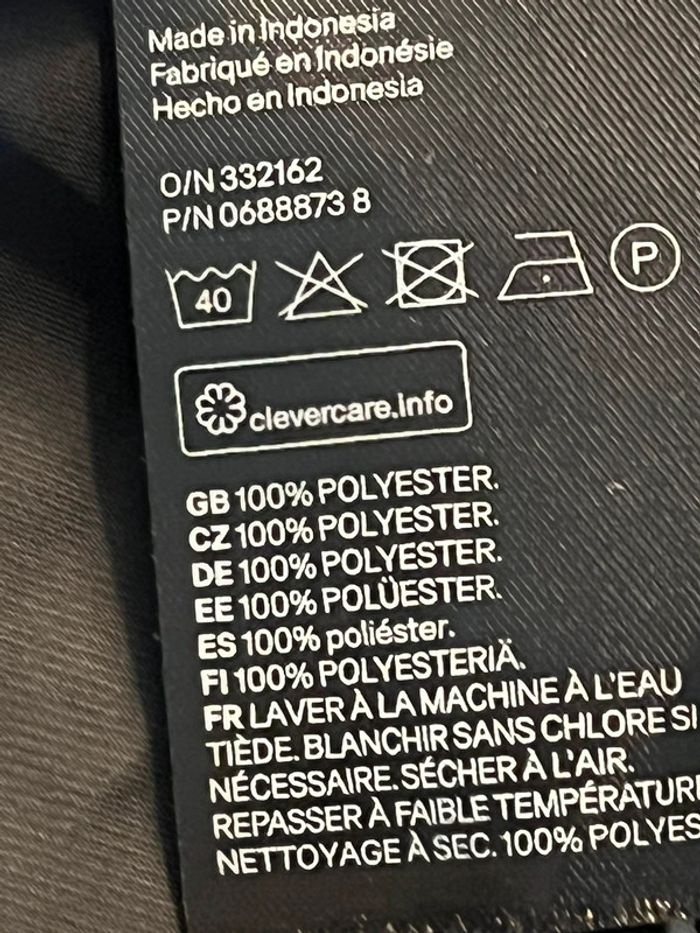 Made in Indonesia
Fabriqué en Indonésie
Hecho en Indonesia
O/N 332162
P/N 0688873 8
40
P
clevercare.info
GB 100% POLYESTER.
CZ 100% POLYESTER.
DE 100% POLYESTER.
EE 100% POLÜESTER.
ES 100% poliéster.
FI 100% POLYESTERIÄ.
FR LAVER À LA MACHINE À L'EAU
TIÈDE. BLANCHIR SANS CHLORE SI
NÉCESSAIRE. SÉCHER À L'AIR.
REPASSER À FAIBLE TEMPÉRATUR
NETTOYAGE À SEC. 100% POLYES